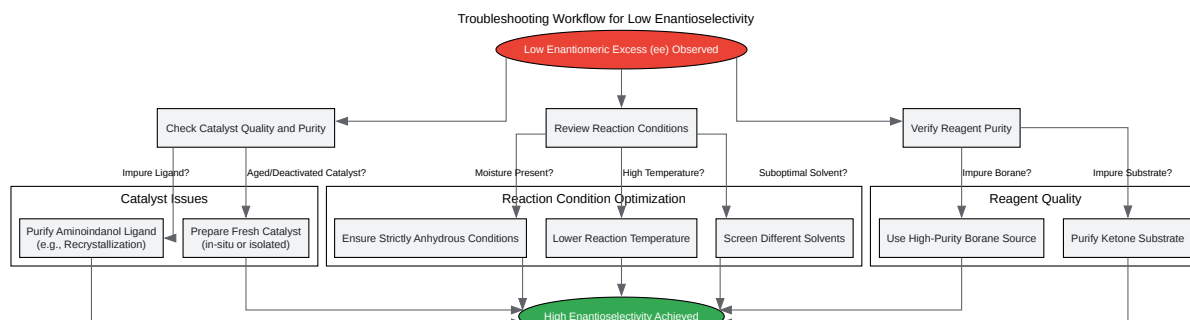 Troubleshooting Workflow for Low Enantioselectivity
Low Enantiomeric Excess (ee) Observed
Check Catalyst Quality and Purity
Review Reaction Conditions
Verify Reagent Purity
Impure Ligand?
Aged/Deactivated Catalyst?
Moisture Present?
High Temperature?
Suboptimal Solvent?
Impure Borane?
Impure Substrate?
Catalyst Issues
Reaction Condition Optimization
Reagent Quality
Purify Aminoindanol Ligand
(e.g., Recrystallization)
Prepare Fresh Catalyst
(in-situ or isolated)
Ensure Strictly Anhydrous Conditions
Lower Reaction Temperature
Screen Different Solvents
Use High-Purity Borane Source
Purify Ketone Substrate
High Enantioselectivity Achieved